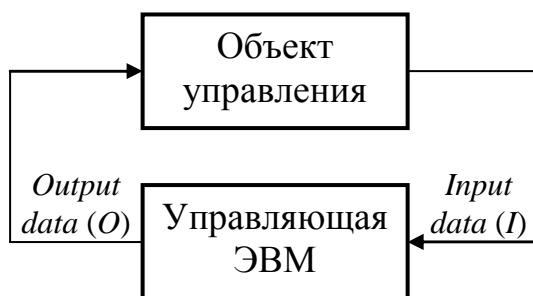 Объект
управления
Output
data (O)
Управляющая
ЭВМ
Input
data (I)